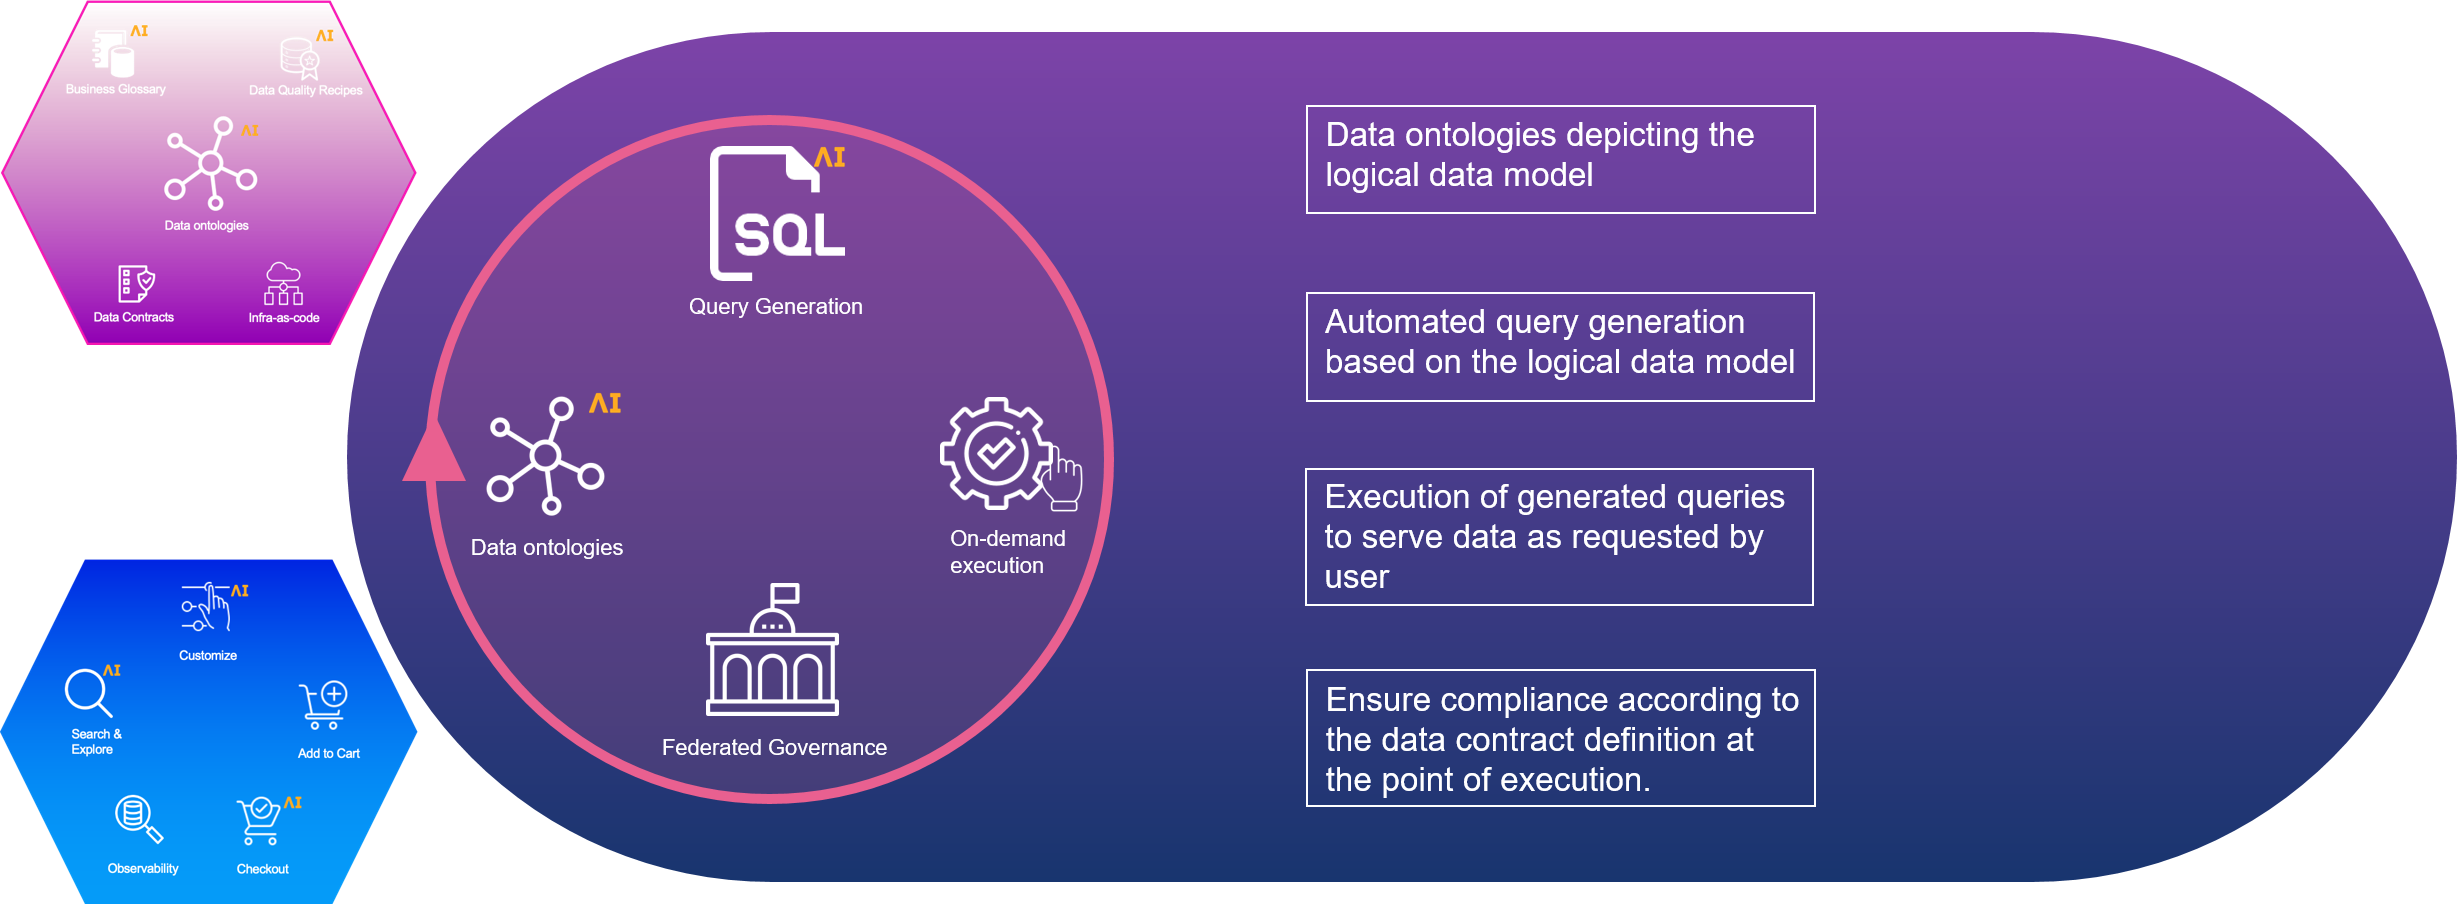 AI
Business Glossary
AI
Data Quality Recipes
AI
Data ontologies
Data Contracts
Infra-as-code
AI
Customize
AI
Search &
Explore
Add to Cart
Observability
AI
Checkout
AI
SQL
Query Generation
AI
Data ontologies
On-demand
execution
Federated Governance
Data ontologies depicting the
logical data model
Automated query generation
based on the logical data model
Execution of generated queries
to serve data as requested by
user
Ensure compliance according to
the data contract definition at
the point of execution.